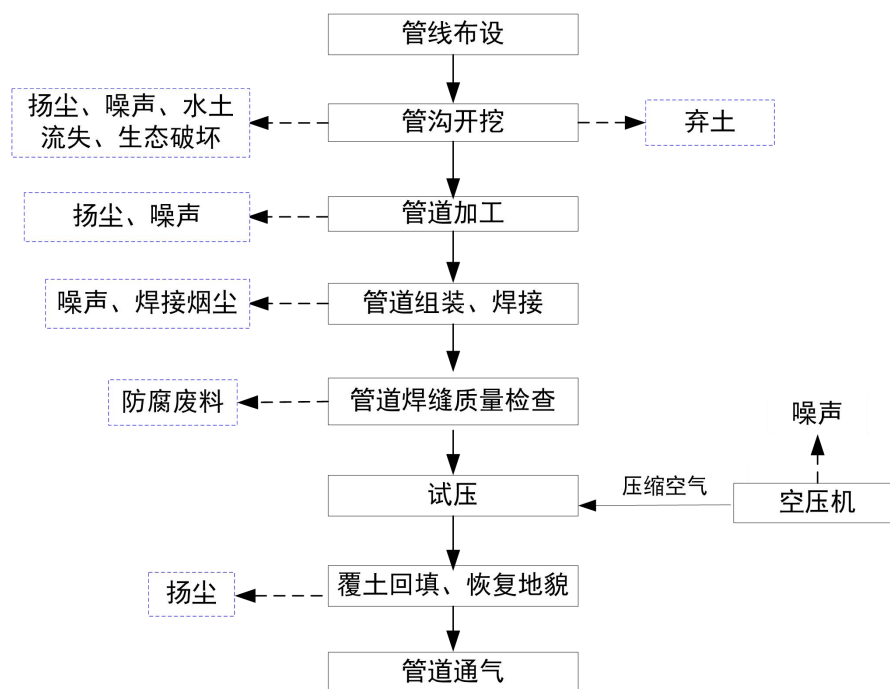 管线布设
扬尘、噪声、水土
流失、生态破坏
管沟开挖
弃土
扬尘、噪声
管道加工
噪声、焊接烟尘
管道组装、焊接
防腐废料
管道焊缝质量检查
噪声
试压
压缩空气
空压机
扬尘
覆土回填、恢复地貌
管道通气